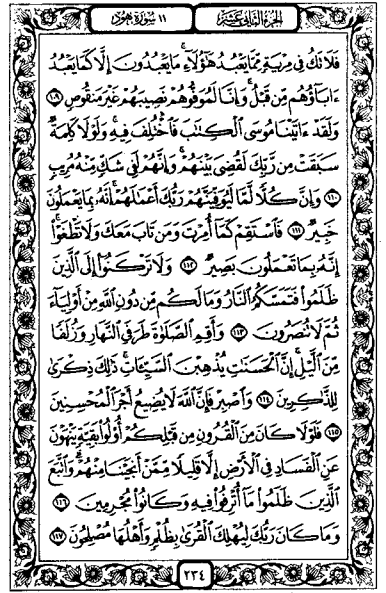 الجزء الثاني عشر
١١ سورة هود
فَلَا تَكُ فِي مِرْيَةٍ مِّمَّا يَعْبُدُ هَٰٓؤُلَآءِ ۚ مَا يَعْبُدُونَ إِلَّا كَمَا يَعْبُدُ
ءَابَآؤُهُم مِّن قَبْلُ ۚ وَإِنَّا لَمُوَفُّوهُمْ نَصِيبَهُمْ غَيْرَ مَنقُوصٍ ١٠٩
وَلَقَدْ ءَاتَيْنَا مُوسَى ٱلْكِتَٰبَ فَٱخْتُلِفَ فِيهِ ۚ وَلَوْلَا كَلِمَةٌ
سَبَقَتْ مِن رَّبِّكَ لَقُضِيَ بَيْنَهُمْ ۚ وَإِنَّهُمْ لَفِي شَكٍّ مِّنْهُ مُرِيبٍ
١١٠ وَإِنَّ كُلًّا لَّمَّا لَيُوَفِّيَنَّهُمْ رَبُّكَ أَعْمَٰلَهُمْ ۚ إِنَّهُۥ بِمَا يَعْمَلُونَ
خَبِيرٌ ١١١ فَٱسْتَقِمْ كَمَآ أُمِرْتَ وَمَن تَابَ مَعَكَ وَلَا تَطْغَوْا۟ ۚ
إِنَّهُۥ بِمَا تَعْمَلُونَ بَصِيرٌ ١١٢ وَلَا تَرْكَنُوٓا۟ إِلَى ٱلَّذِينَ
ظَلَمُوا۟ فَتَمَسَّكُمُ ٱلنَّارُ وَمَا لَكُم مِّن دُونِ ٱللَّهِ مِنْ أَوْلِيَآءَ
ثُمَّ لَا تُنصَرُونَ ١١٣ وَأَقِمِ ٱلصَّلَوٰةَ طَرَفَيِ ٱلنَّهَارِ وَزُلَفًا
مِّنَ ٱلَّيْلِ ۚ إِنَّ ٱلْحَسَنَٰتِ يُذْهِبْنَ ٱلسَّيِّـَٔاتِ ۚ ذَٰلِكَ ذِكْرَىٰ
لِلذَّٰكِرِينَ ١١٤ وَٱصْبِرْ فَإِنَّ ٱللَّهَ لَا يُضِيعُ أَجْرَ ٱلْمُحْسِنِينَ
١١٥ فَلَوْلَا كَانَ مِنَ ٱلْقُرُونِ مِن قَبْلِكُمْ أُو۟لُوا۟ بَقِيَّةٍ يَنْهَوْنَ
عَنِ ٱلْفَسَادِ فِي ٱلْأَرْضِ إِلَّا قَلِيلًا مِّمَّنْ أَنجَيْنَا مِنْهُمْ ۗ وَٱتَّبَعَ
ٱلَّذِينَ ظَلَمُوا۟ مَآ أُتْرِفُوا۟ فِيهِ وَكَانُوا۟ مُجْرِمِينَ ١١٦
وَمَا كَانَ رَبُّكَ لِيُهْلِكَ ٱلْقُرَىٰ بِظُلْمٍ وَأَهْلُهَا مُصْلِحُونَ ١١٧
٢٣٤